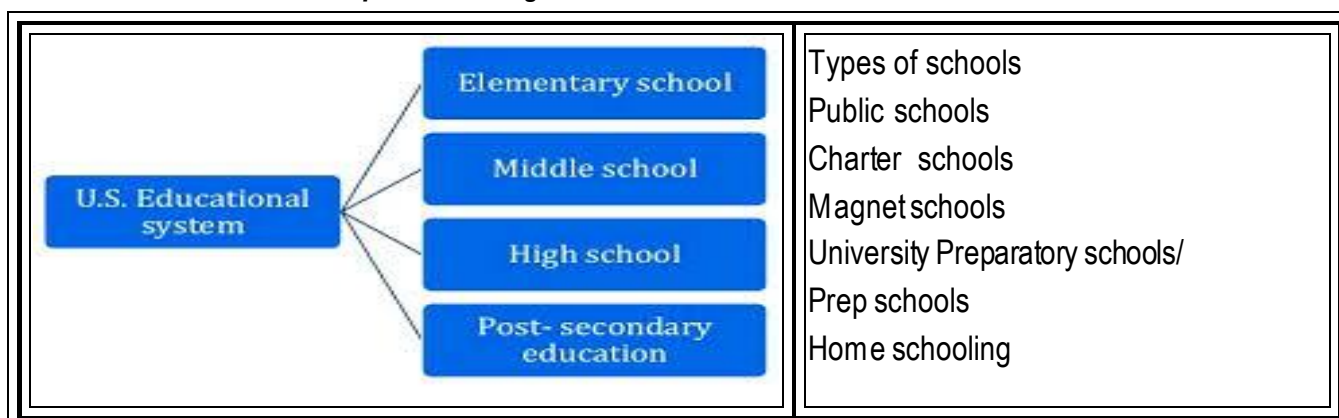 U.S. Educational
system
Elementary school
Middle school
High school
Post- secondary
education
Types of schools
Public schools
Charter schools
Magnet schools
University Preparatory schools/
Prep schools
Home schooling